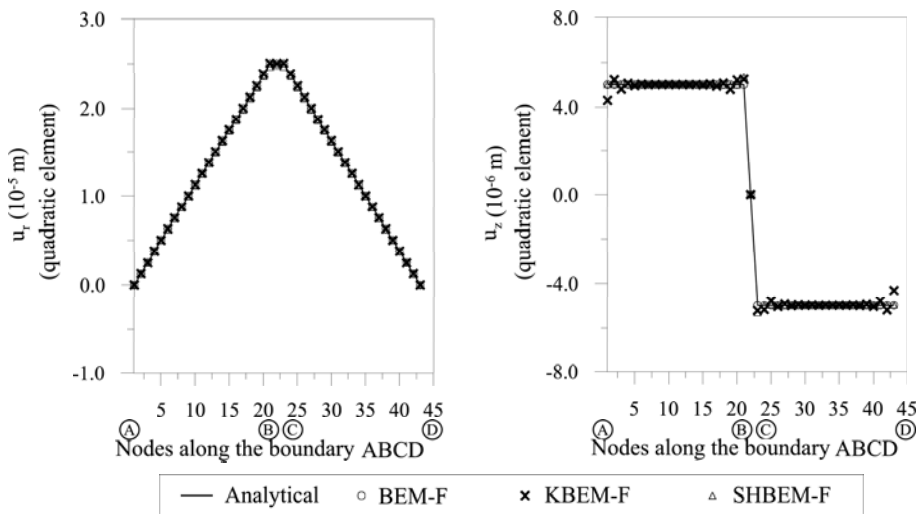 3.0
2.0
1.0
0.0
-1.0
u_r (10^-5 m)
(quadratic element)
5 10 15 20 25 30 35 40 45
A B C D
Nodes along the boundary ABCD
8.0
4.0
0.0
-4.0
-8.0
u_z (10^-6 m)
(quadratic element)
5 10 15 20 25 30 35 40 45
A B C D
Nodes along the boundary ABCD
Analytical BEM-F KBEM-F SHBEM-F